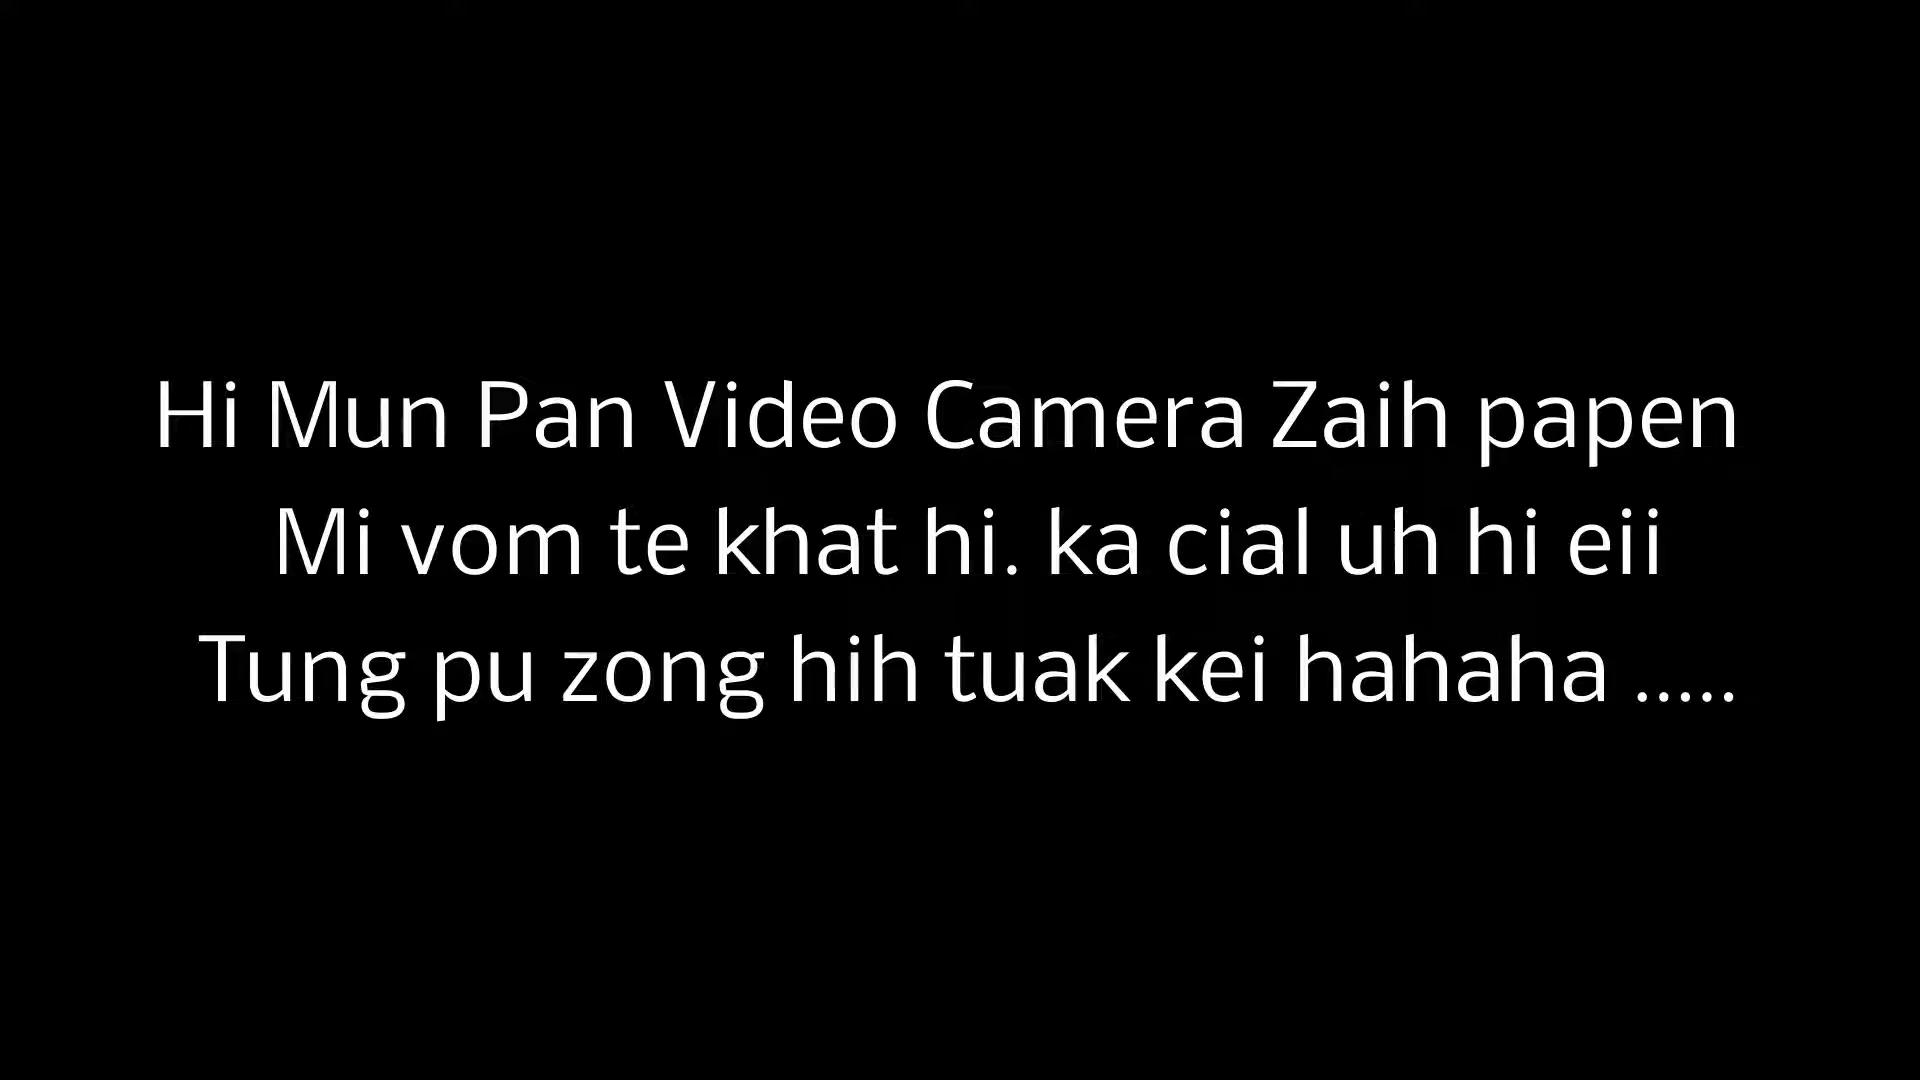 Hi Mun Pan Video Camera Zaih papen
Mi vom te khat hi. ka cial uh hi eii
Tung pu zong hih tuak kei hahaha .....